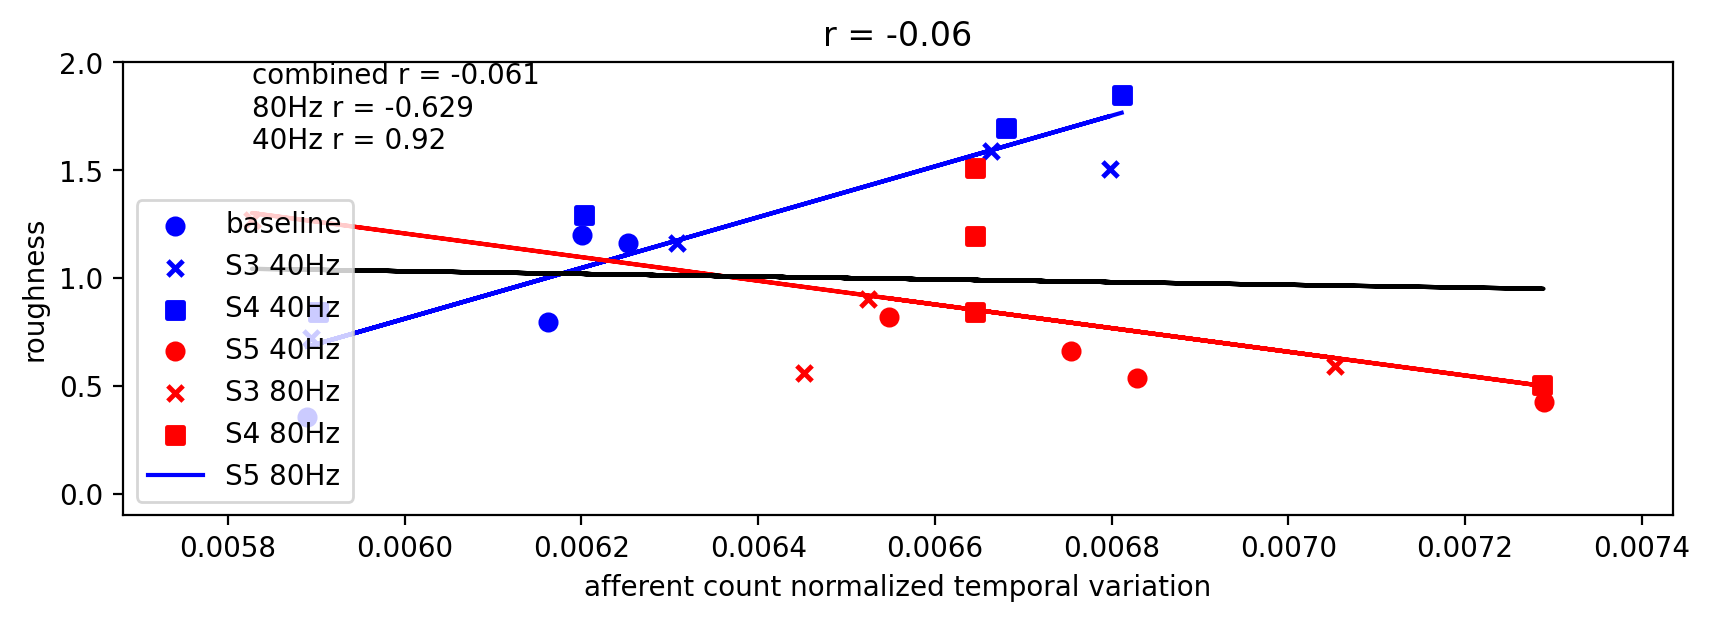 r = -0.06
combined r = -0.061
80Hz r = -0.629
40Hz r = 0.92
2.0
1.5
1.0
0.5
0.0
roughness
baseline
S3 40Hz
S4 40Hz
S5 40Hz
S3 80Hz
S4 80Hz
S5 80Hz
0.0058 0.0060 0.0062 0.0064 0.0066 0.0068 0.0070 0.0072 0.0074
afferent count normalized temporal variation